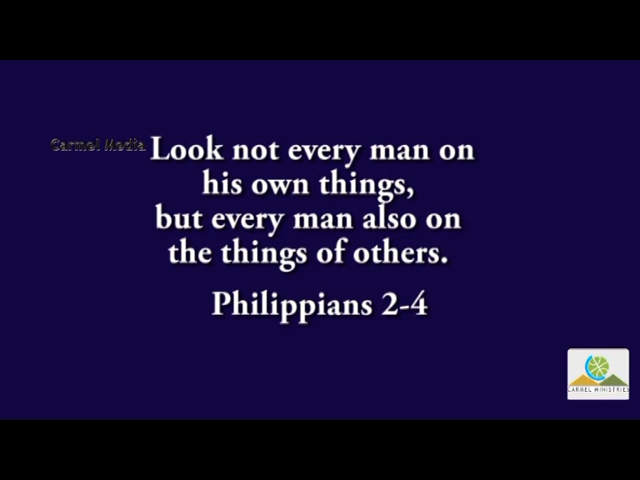 Carmel Media
Look not every man on
his own things,
but every man also on
the things of others.
Philippians 2-4
CARMEL MINISTRIES